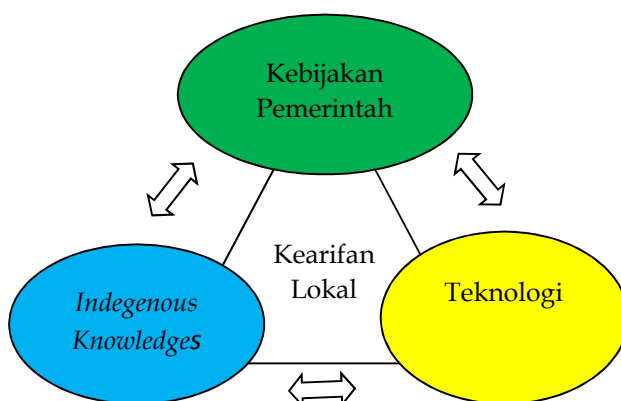 Kebijakan
Pemerintah
Kearifan
Lokal
Indegenous
Knowledges
Teknologi